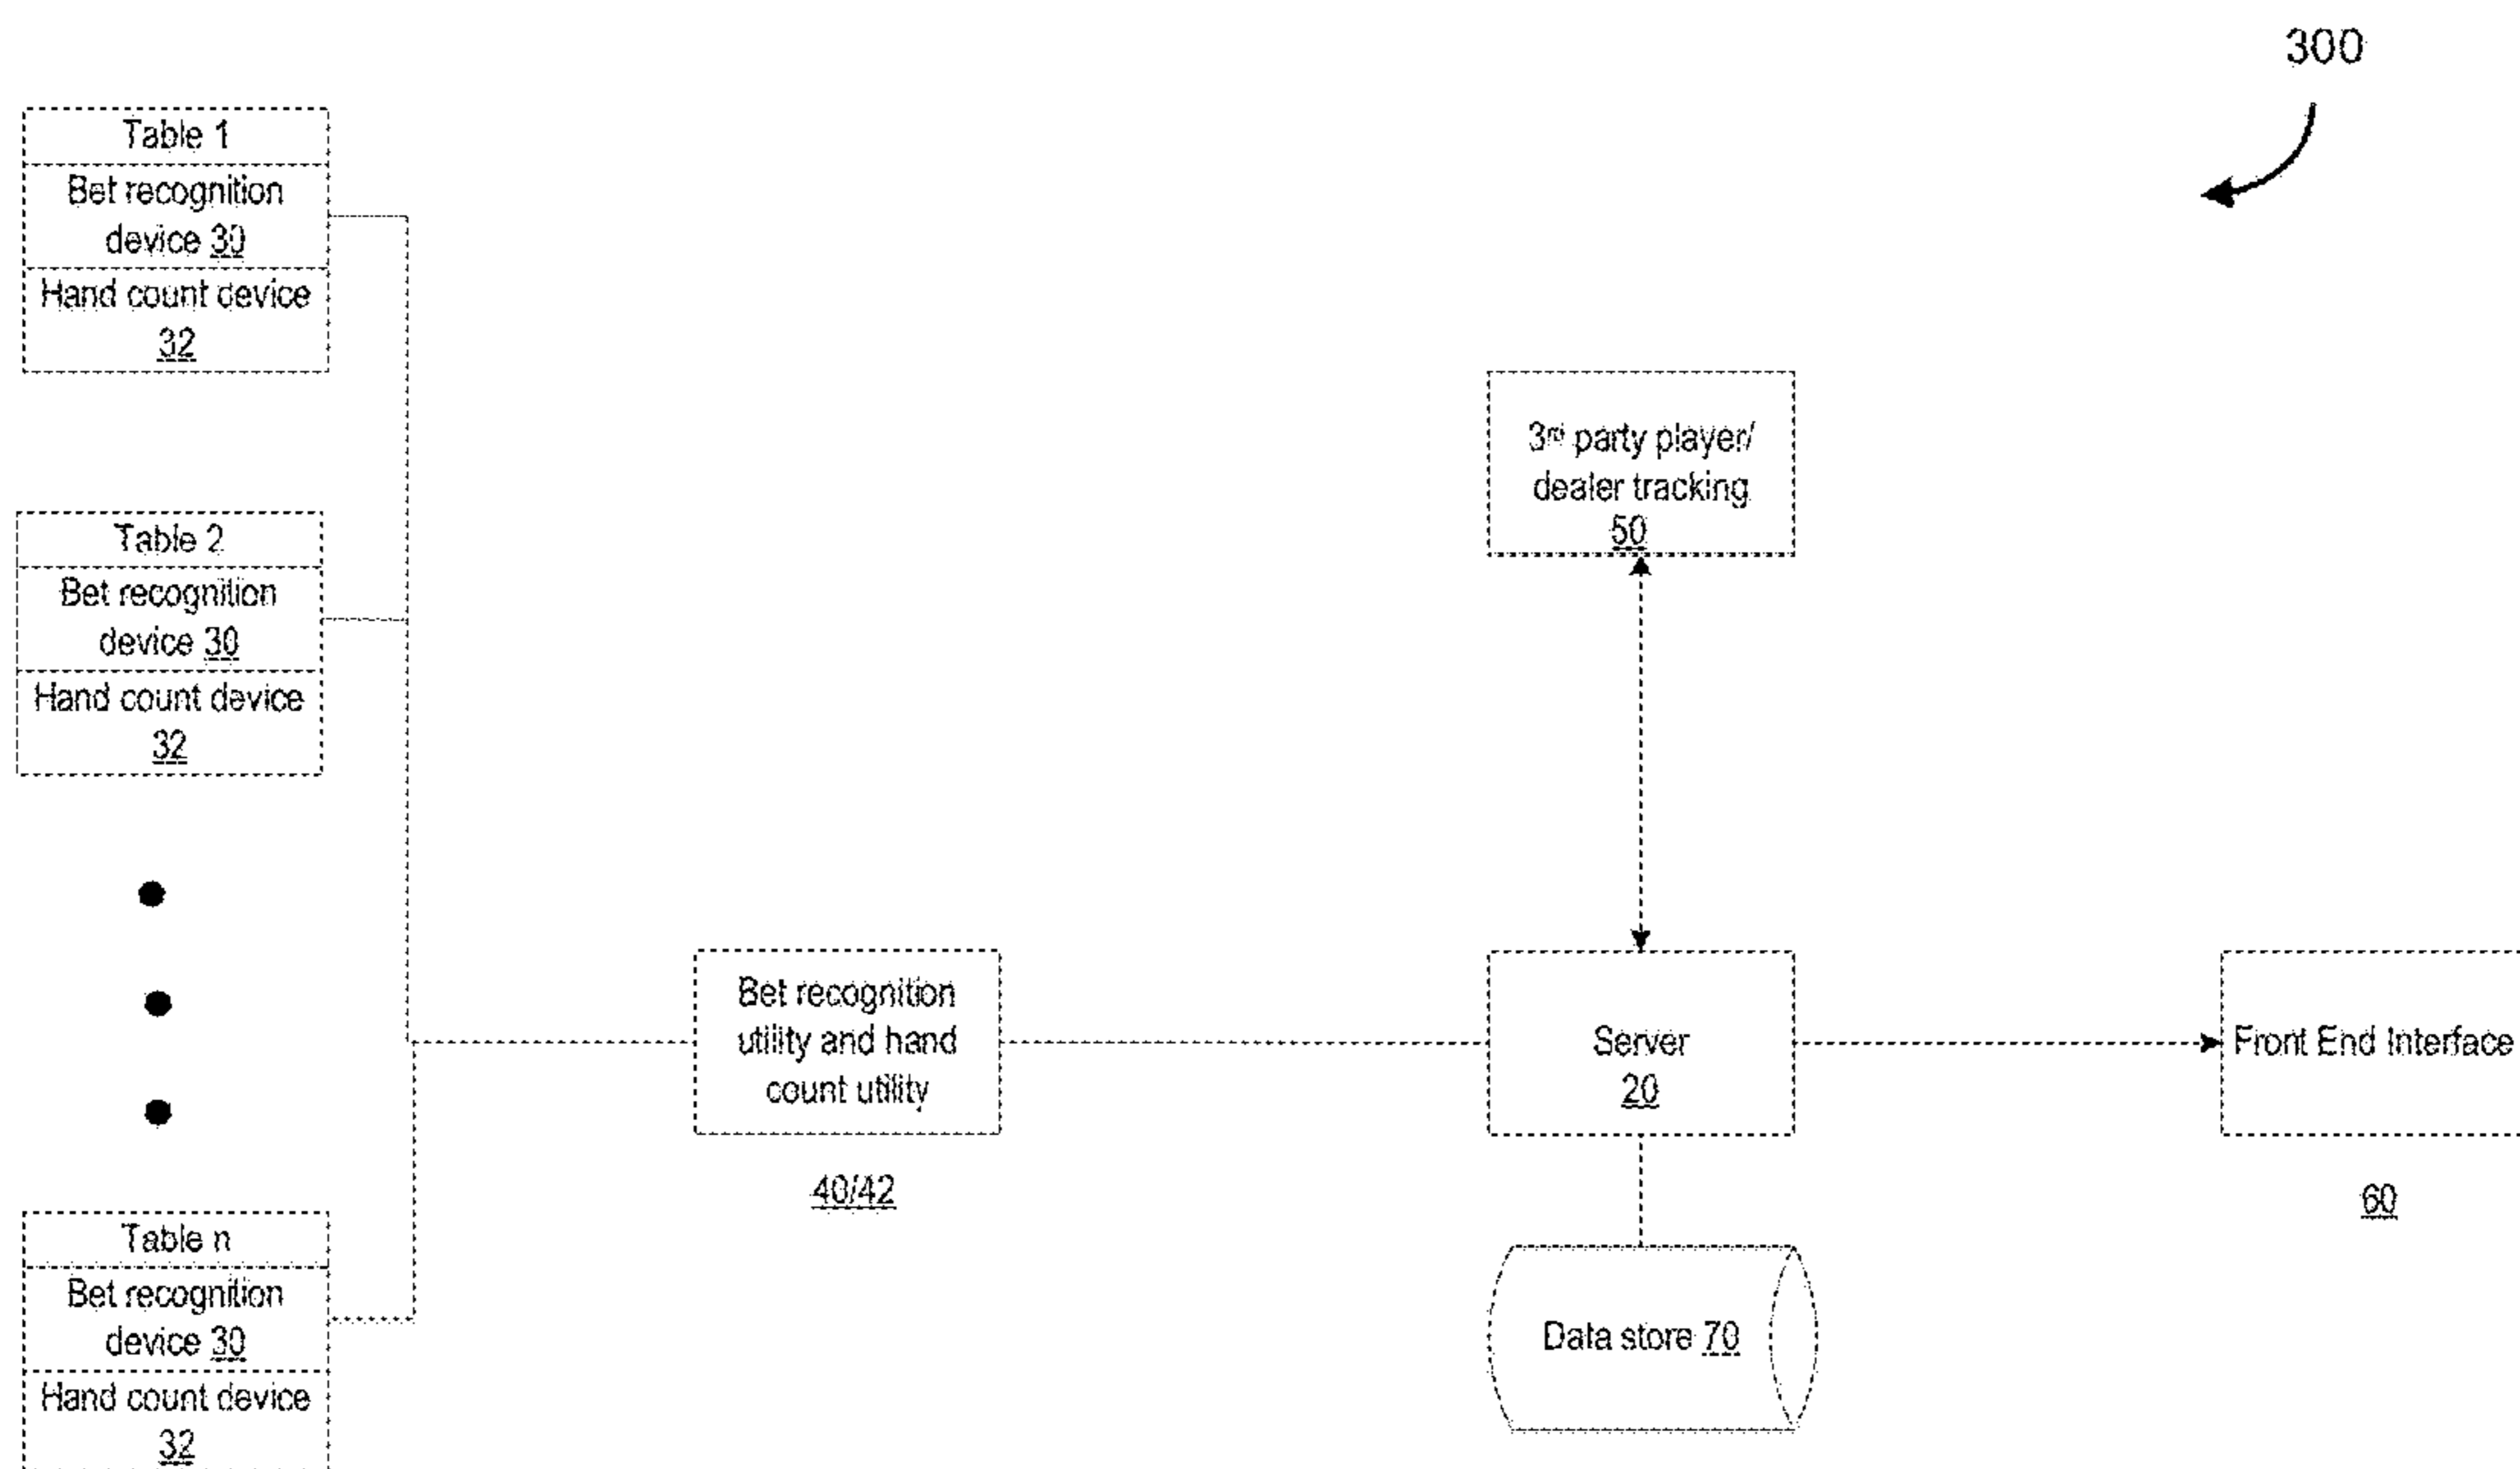 300
Table 1
Bet recognition
device 30
Hand count device
32
Table 2
Bet recognition
device 30
Hand count device
32
3rd party player/
dealer tracking
50
Bet recognition
utility and hand
count utility
40/42
Server
20
Front End Interface
60
Data store 70
Table n
Bet recognition
device 30
Hand count device
32